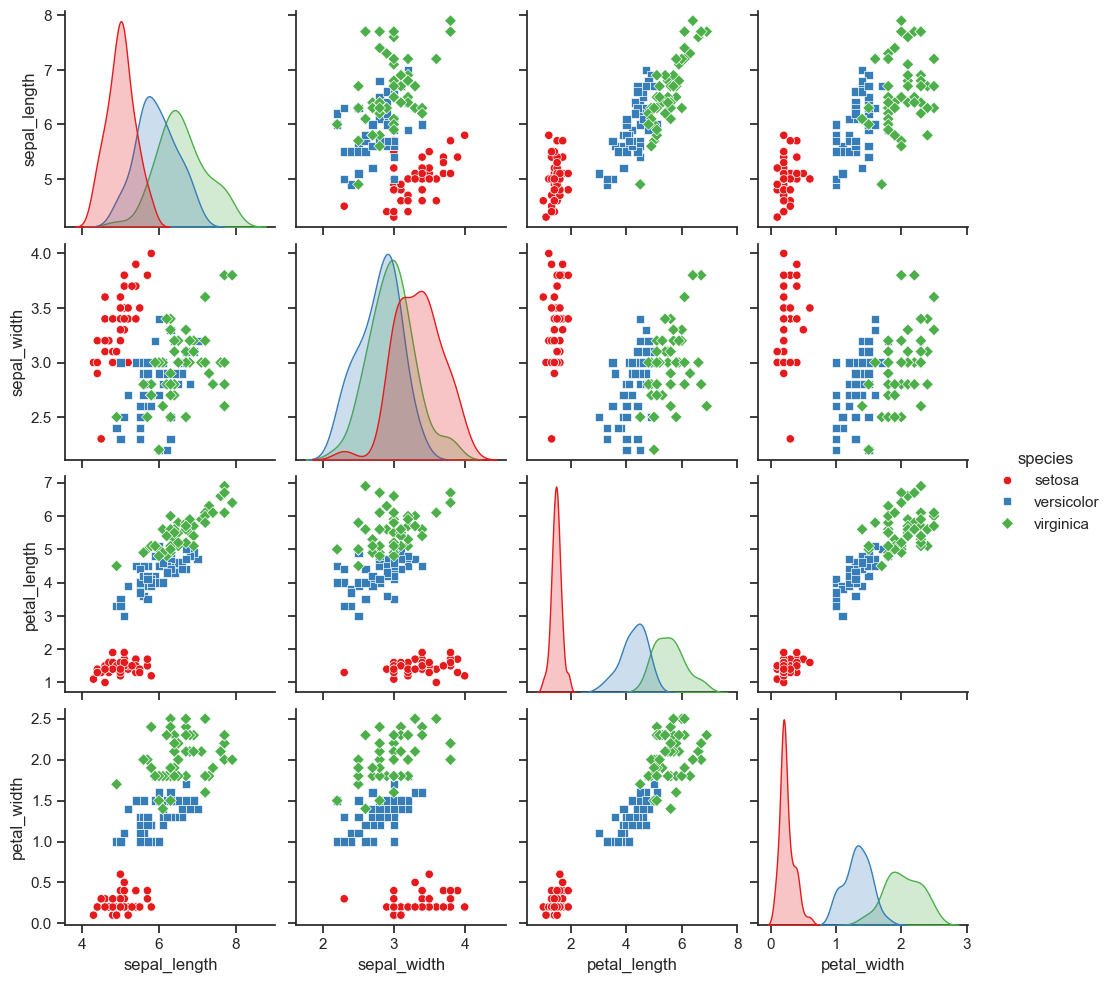 8
7
6
5
sepal_length
4.0
3.5
3.0
2.5
sepal_width
species
setosa
versicolor
virginica
7
6
5
4
3
2
1
petal_length
2.5
2.0
1.5
1.0
0.5
0.0
petal_width
4 6 8
2 3 4
2 4 6 8
0 1 2 3
sepal_length
sepal_width
petal_length
petal_width